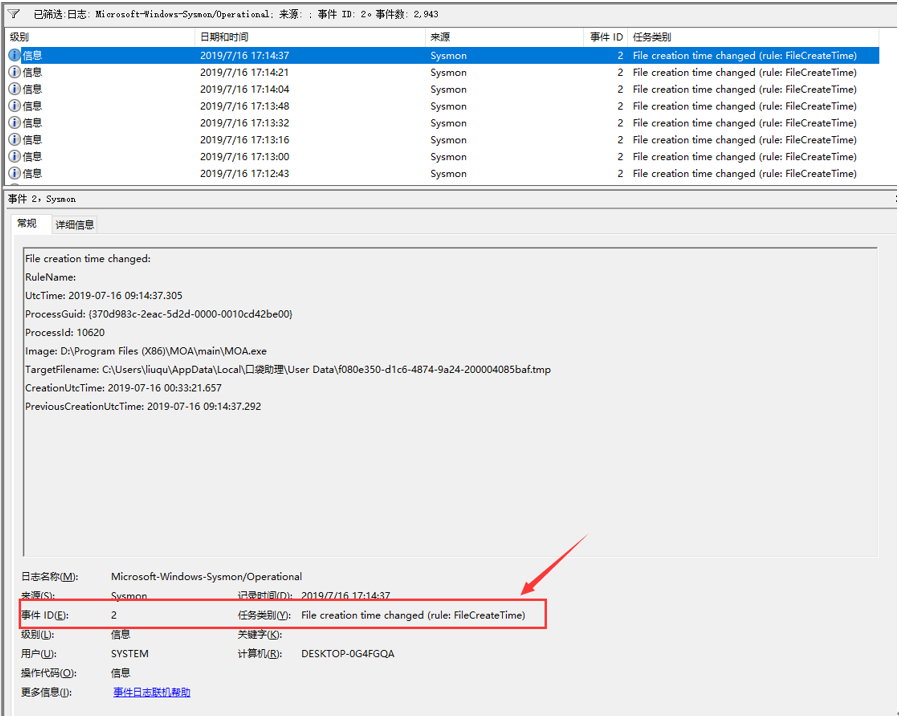 已筛选:日志: Microsoft-Windows-Sysmon/Operational; 来源: ; 事件 ID: 2。事件数: 2,943
级别 日期和时间 来源 事件 ID 任务类别
信息 2019/7/16 17:14:37 Sysmon 2 File creation time changed (rule: FileCreateTime)
信息 2019/7/16 17:14:21 Sysmon 2 File creation time changed (rule: FileCreateTime)
信息 2019/7/16 17:14:04 Sysmon 2 File creation time changed (rule: FileCreateTime)
信息 2019/7/16 17:13:48 Sysmon 2 File creation time changed (rule: FileCreateTime)
信息 2019/7/16 17:13:32 Sysmon 2 File creation time changed (rule: FileCreateTime)
信息 2019/7/16 17:13:16 Sysmon 2 File creation time changed (rule: FileCreateTime)
信息 2019/7/16 17:13:00 Sysmon 2 File creation time changed (rule: FileCreateTime)
信息 2019/7/16 17:12:43 Sysmon 2 File creation time changed (rule: FileCreateTime)
事件 2，Sysmon
常规 详细信息
File creation time changed:
RuleName:
UtcTime: 2019-07-16 09:14:37.305
ProcessGuid: {370d983c-2eac-5d2d-0000-0010cd42be00}
ProcessId: 10620
Image: D:\Program Files (X86)\MOA\main\MOA.exe
TargetFilename: C:\Users\liuqu\AppData\Local\口袋助理\User Data\f080e350-d1c6-4874-9a24-200004085baf.tmp
CreationUtcTime: 2019-07-16 00:33:21.657
PreviousCreationUtcTime: 2019-07-16 09:14:37.292
日志名称(M): Microsoft-Windows-Sysmon/Operational
来源(S): Sysmon 记录时间(D): 2019/7/16 17:14:37
事件 ID(E): 2 任务类别(Y): File creation time changed (rule: FileCreateTime)
级别(L): 信息 关键字(K):
用户(U): SYSTEM 计算机(R): DESKTOP-0G4FGQA
操作代码(O): 信息
更多信息(I): 事件日志联机帮助